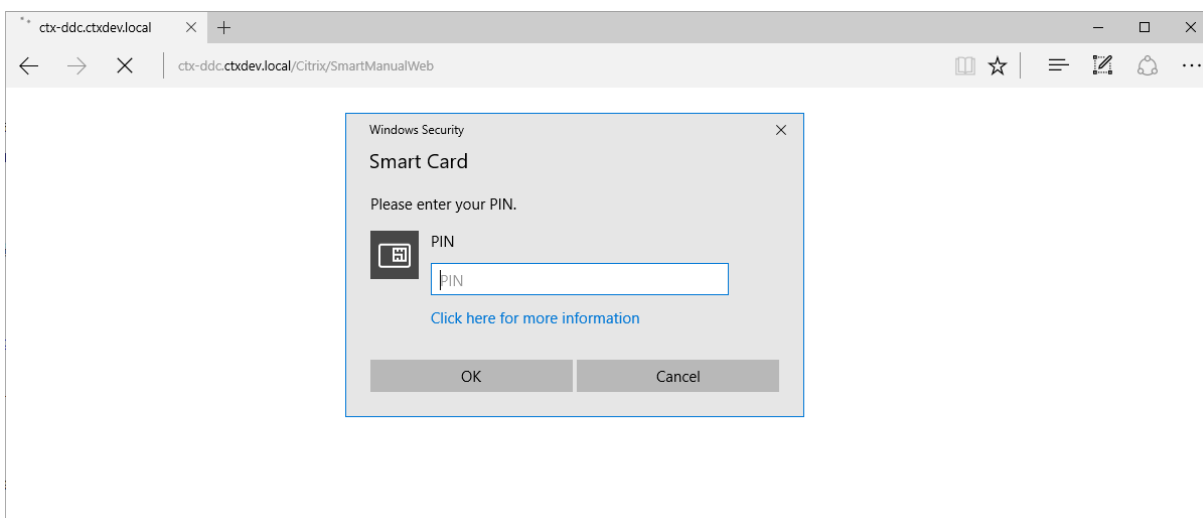 ctx-ddc.ctxdev.local
ctx-ddc.ctxdev.local/Citrix/SmartManualWeb
Windows Security
Smart Card
Please enter your PIN.
PIN
PIN
Click here for more information
OK
Cancel